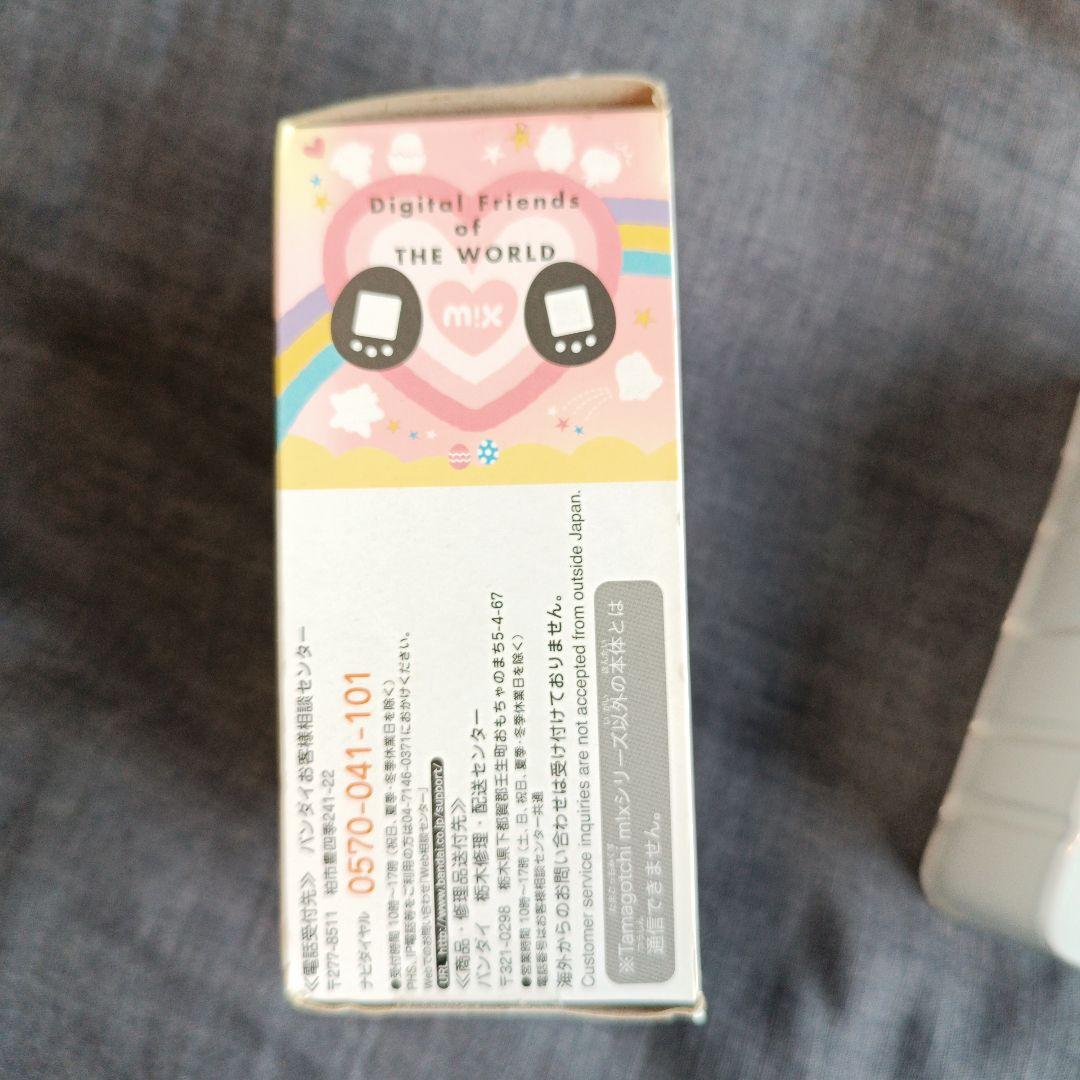 Digital Friends
of
THE WORLD
m!x
≪電話受付先≫ バンダイお客様相談センター
〒277-8511 柏市豊四季241-22
ナビダイヤル 0570-041-101
●受付時間 10時~17時(祝日、夏季・冬季休業日を除く)
PHS、IP電話等をご利用の方は04-7146-0371におかけください。
Webでのお問い合わせ「Web相談センター」
URL http://www.bandai.co.jp/support/
≪商品・修理品送付先≫
バンダイ 栃木修理・配送センター
〒321-0298 栃木県下都賀郡壬生町おもちゃのまち5-4-67
●営業時間 10時~17時(土、日、祝日、夏季・冬季休業日を除く)
電話番号はお客様相談センター共通
海外からのお問い合わせは受け付けておりません。
Customer service inquiries are not accepted from outside Japan.
※Tamagotchi m!xシリーズ以外の本体とは
通信できません。